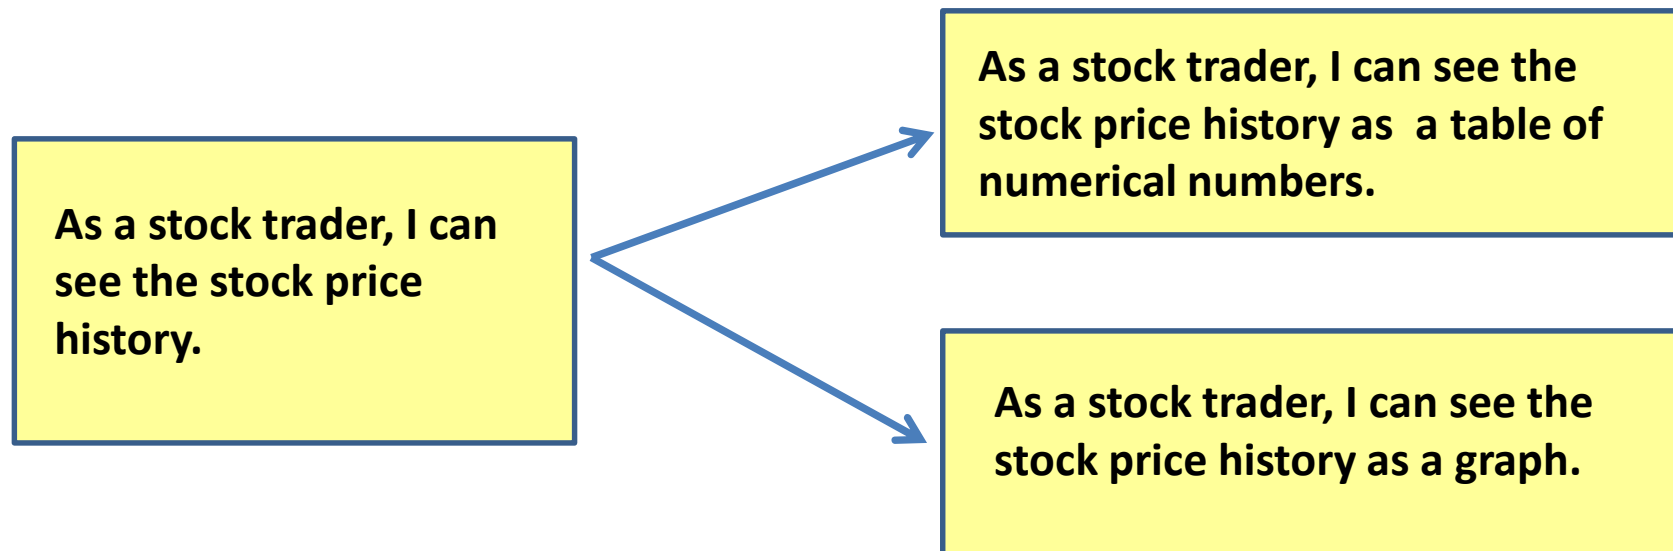 As a stock trader, I can
see the stock price
history.
As a stock trader, I can see the
stock price history as  a table of
numerical numbers.
As a stock trader, I can see the
stock price history as a graph.